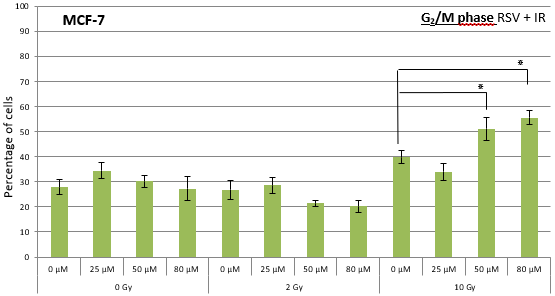 MCF-7
G₂/M phase RSV + IR
Percentage of cells
100
90
80
70
60
50
40
30
20
10
0
*
*
0 µM 25 µM 50 µM 80 µM 0 µM 25 µM 50 µM 80 µM 0 µM 25 µM 50 µM 80 µM
0 Gy 2 Gy 10 Gy